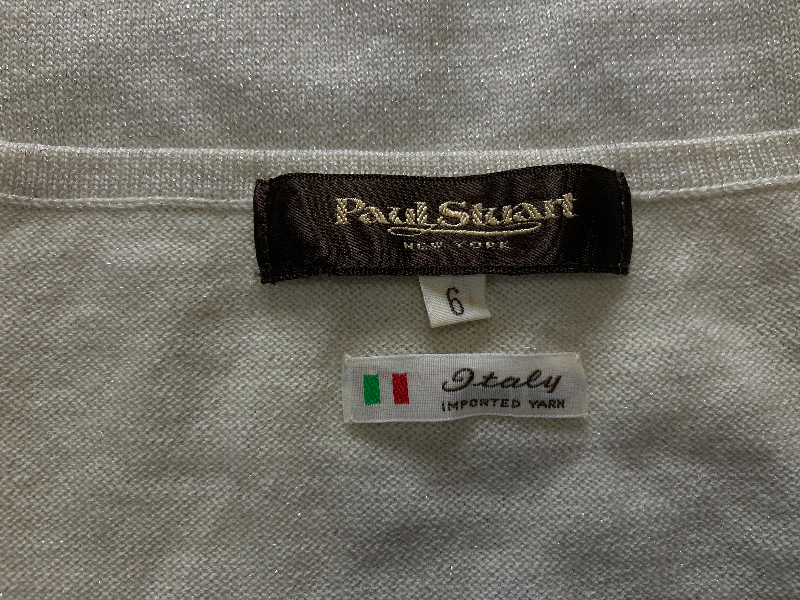 Paul Stuart
NEW YORK
6
Italy
IMPORTED YARN